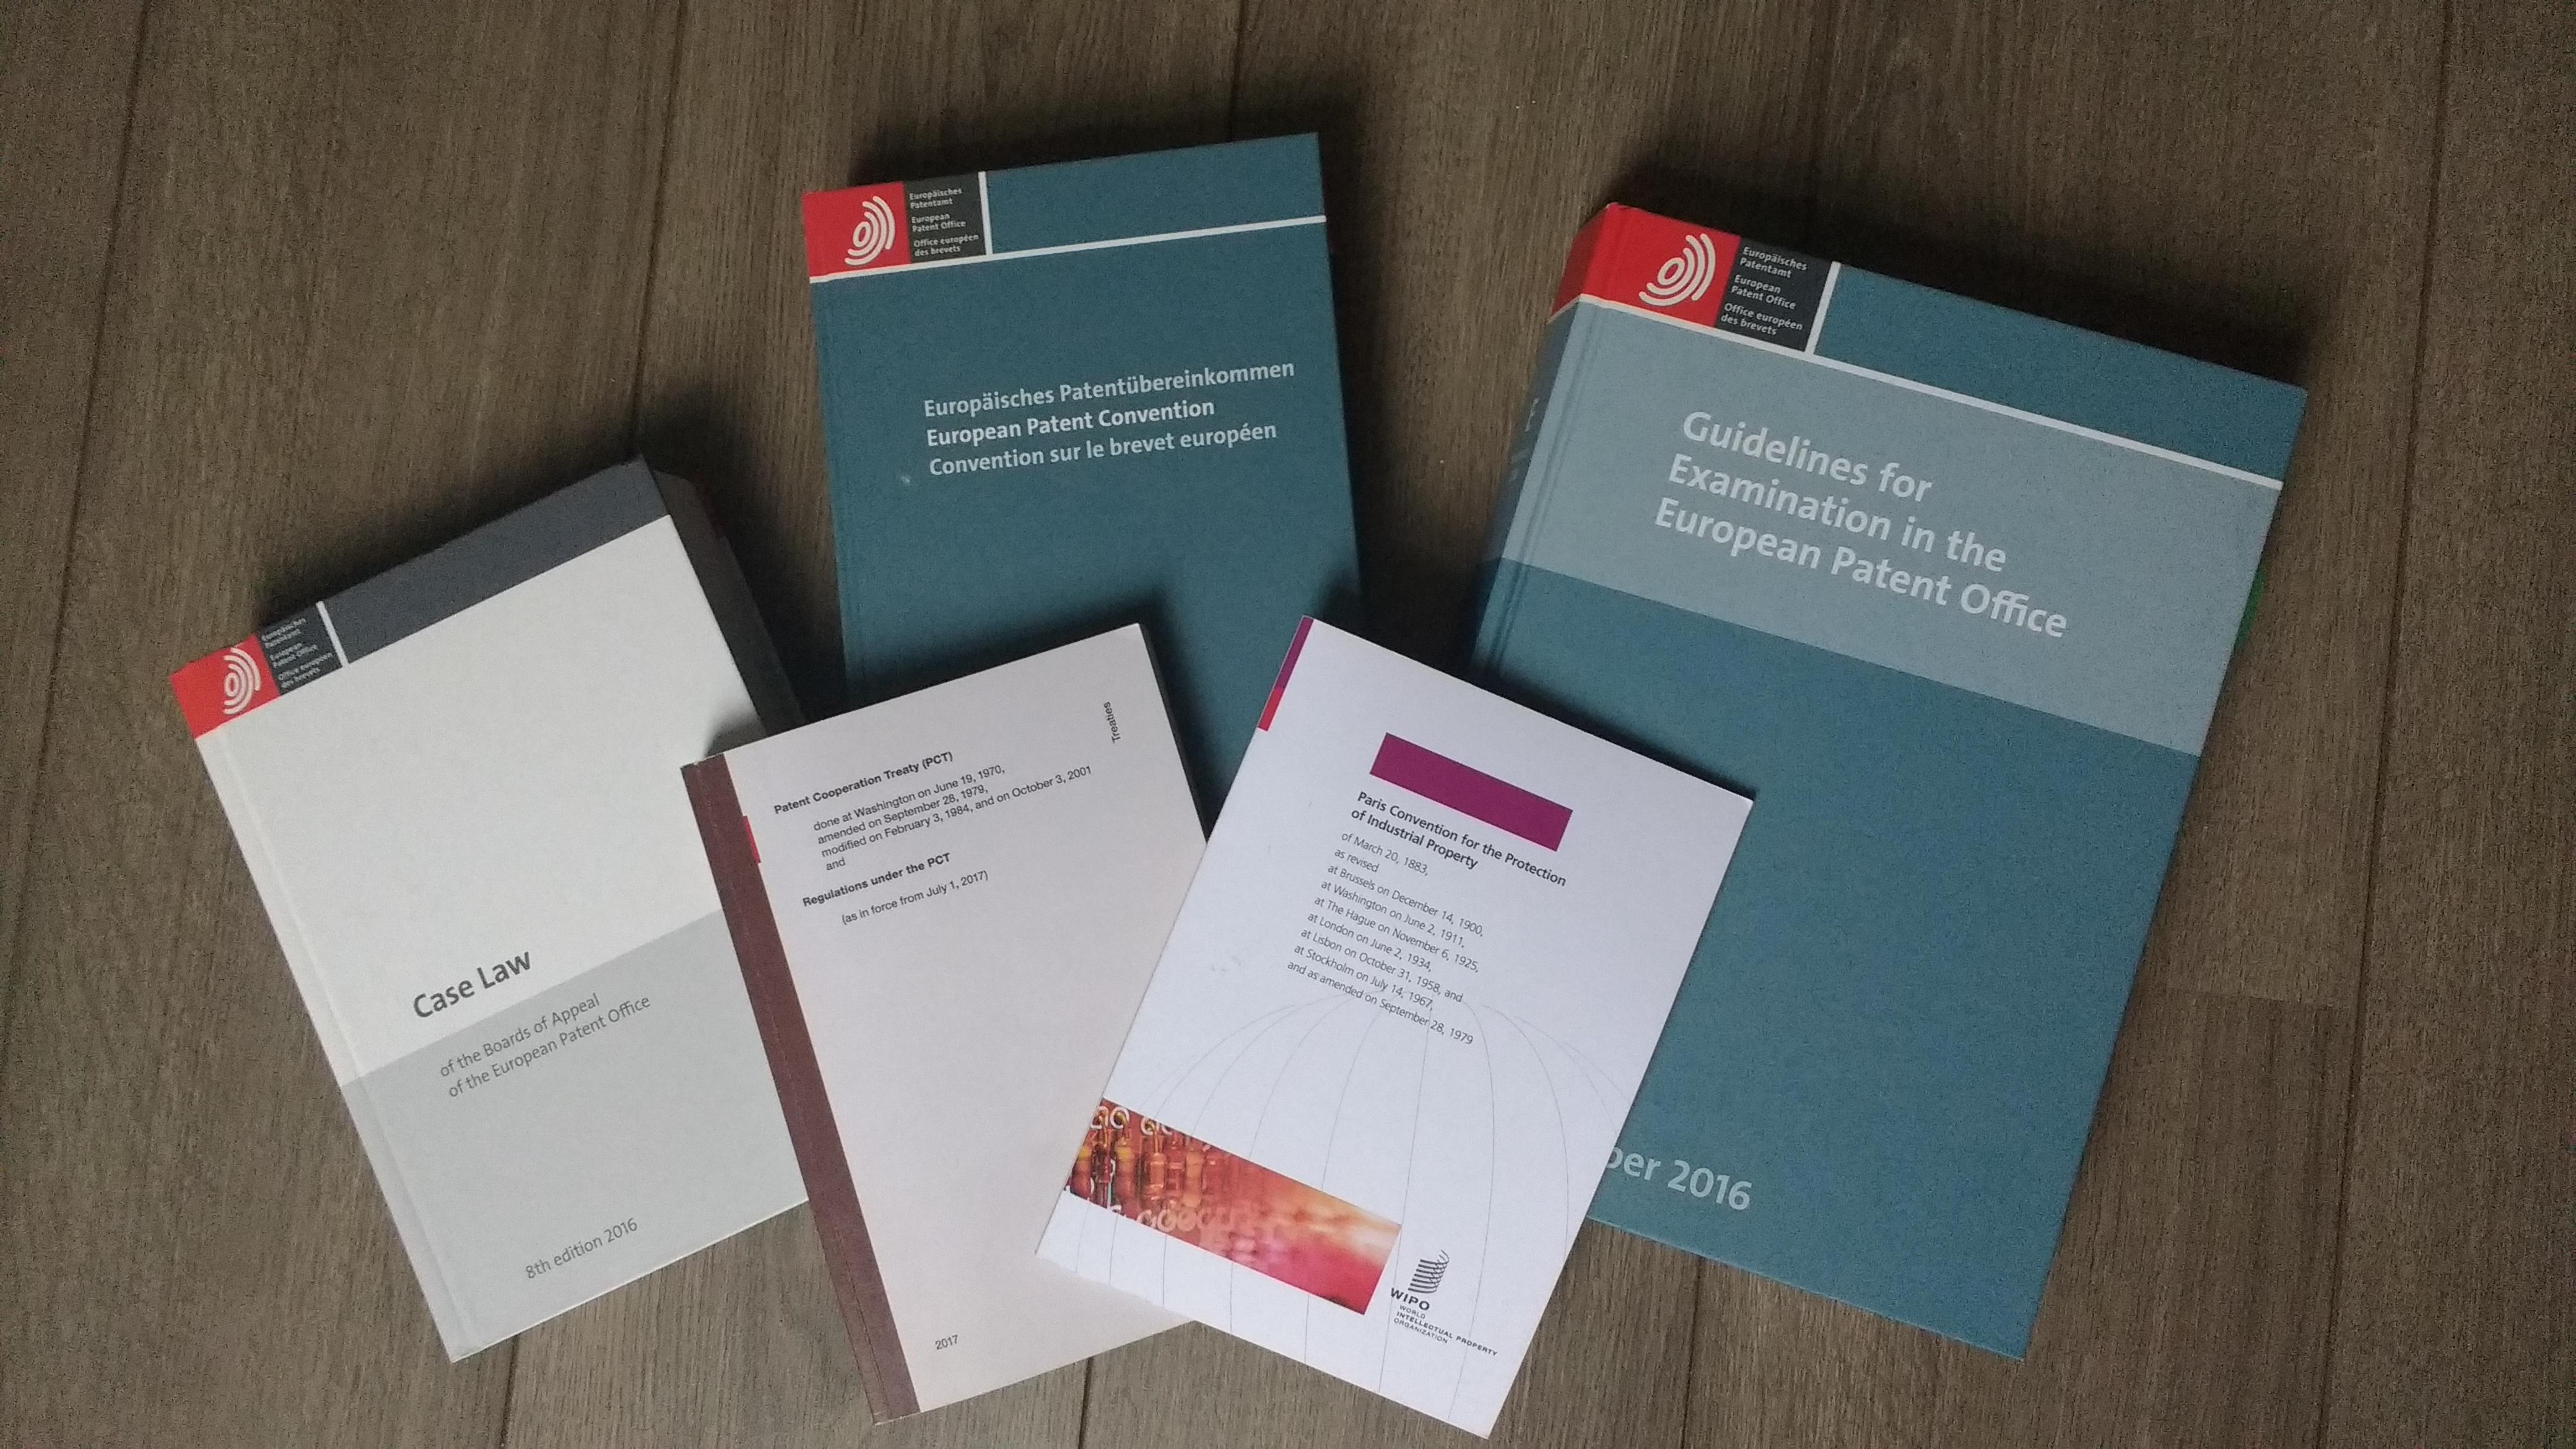 Europäisches
Patentamt
European
Patent Office
Office européen
des brevets
Case Law
of the Boards of Appeal
of the European Patent Office
8th edition 2016
Europäisches
Patentamt
European
Patent Office
Office européen
des brevets
Europäisches Patentübereinkommen
European Patent Convention
Convention sur le brevet européen
Treaties
Patent Cooperation Treaty (PCT)
done at Washington on June 19, 1970,
amended on September 28, 1979,
modified on February 3, 1984, and on October 3, 2001
and
Regulations under the PCT
(as in force from July 1, 2017)
2017
Paris Convention for the Protection
of Industrial Property
of March 20, 1883,
as revised
at Brussels on December 14, 1900,
at Washington on June 2, 1911,
at The Hague on November 6, 1925,
at London on June 2, 1934,
at Lisbon on October 31, 1958, and
at Stockholm on July 14, 1967,
and as amended on September 28, 1979
WIPO
WORLD
INTELLECTUAL PROPERTY
ORGANIZATION
Europäisches
Patentamt
European
Patent Office
Office européen
des brevets
Guidelines for
Examination in the
European Patent Office
ber 2016